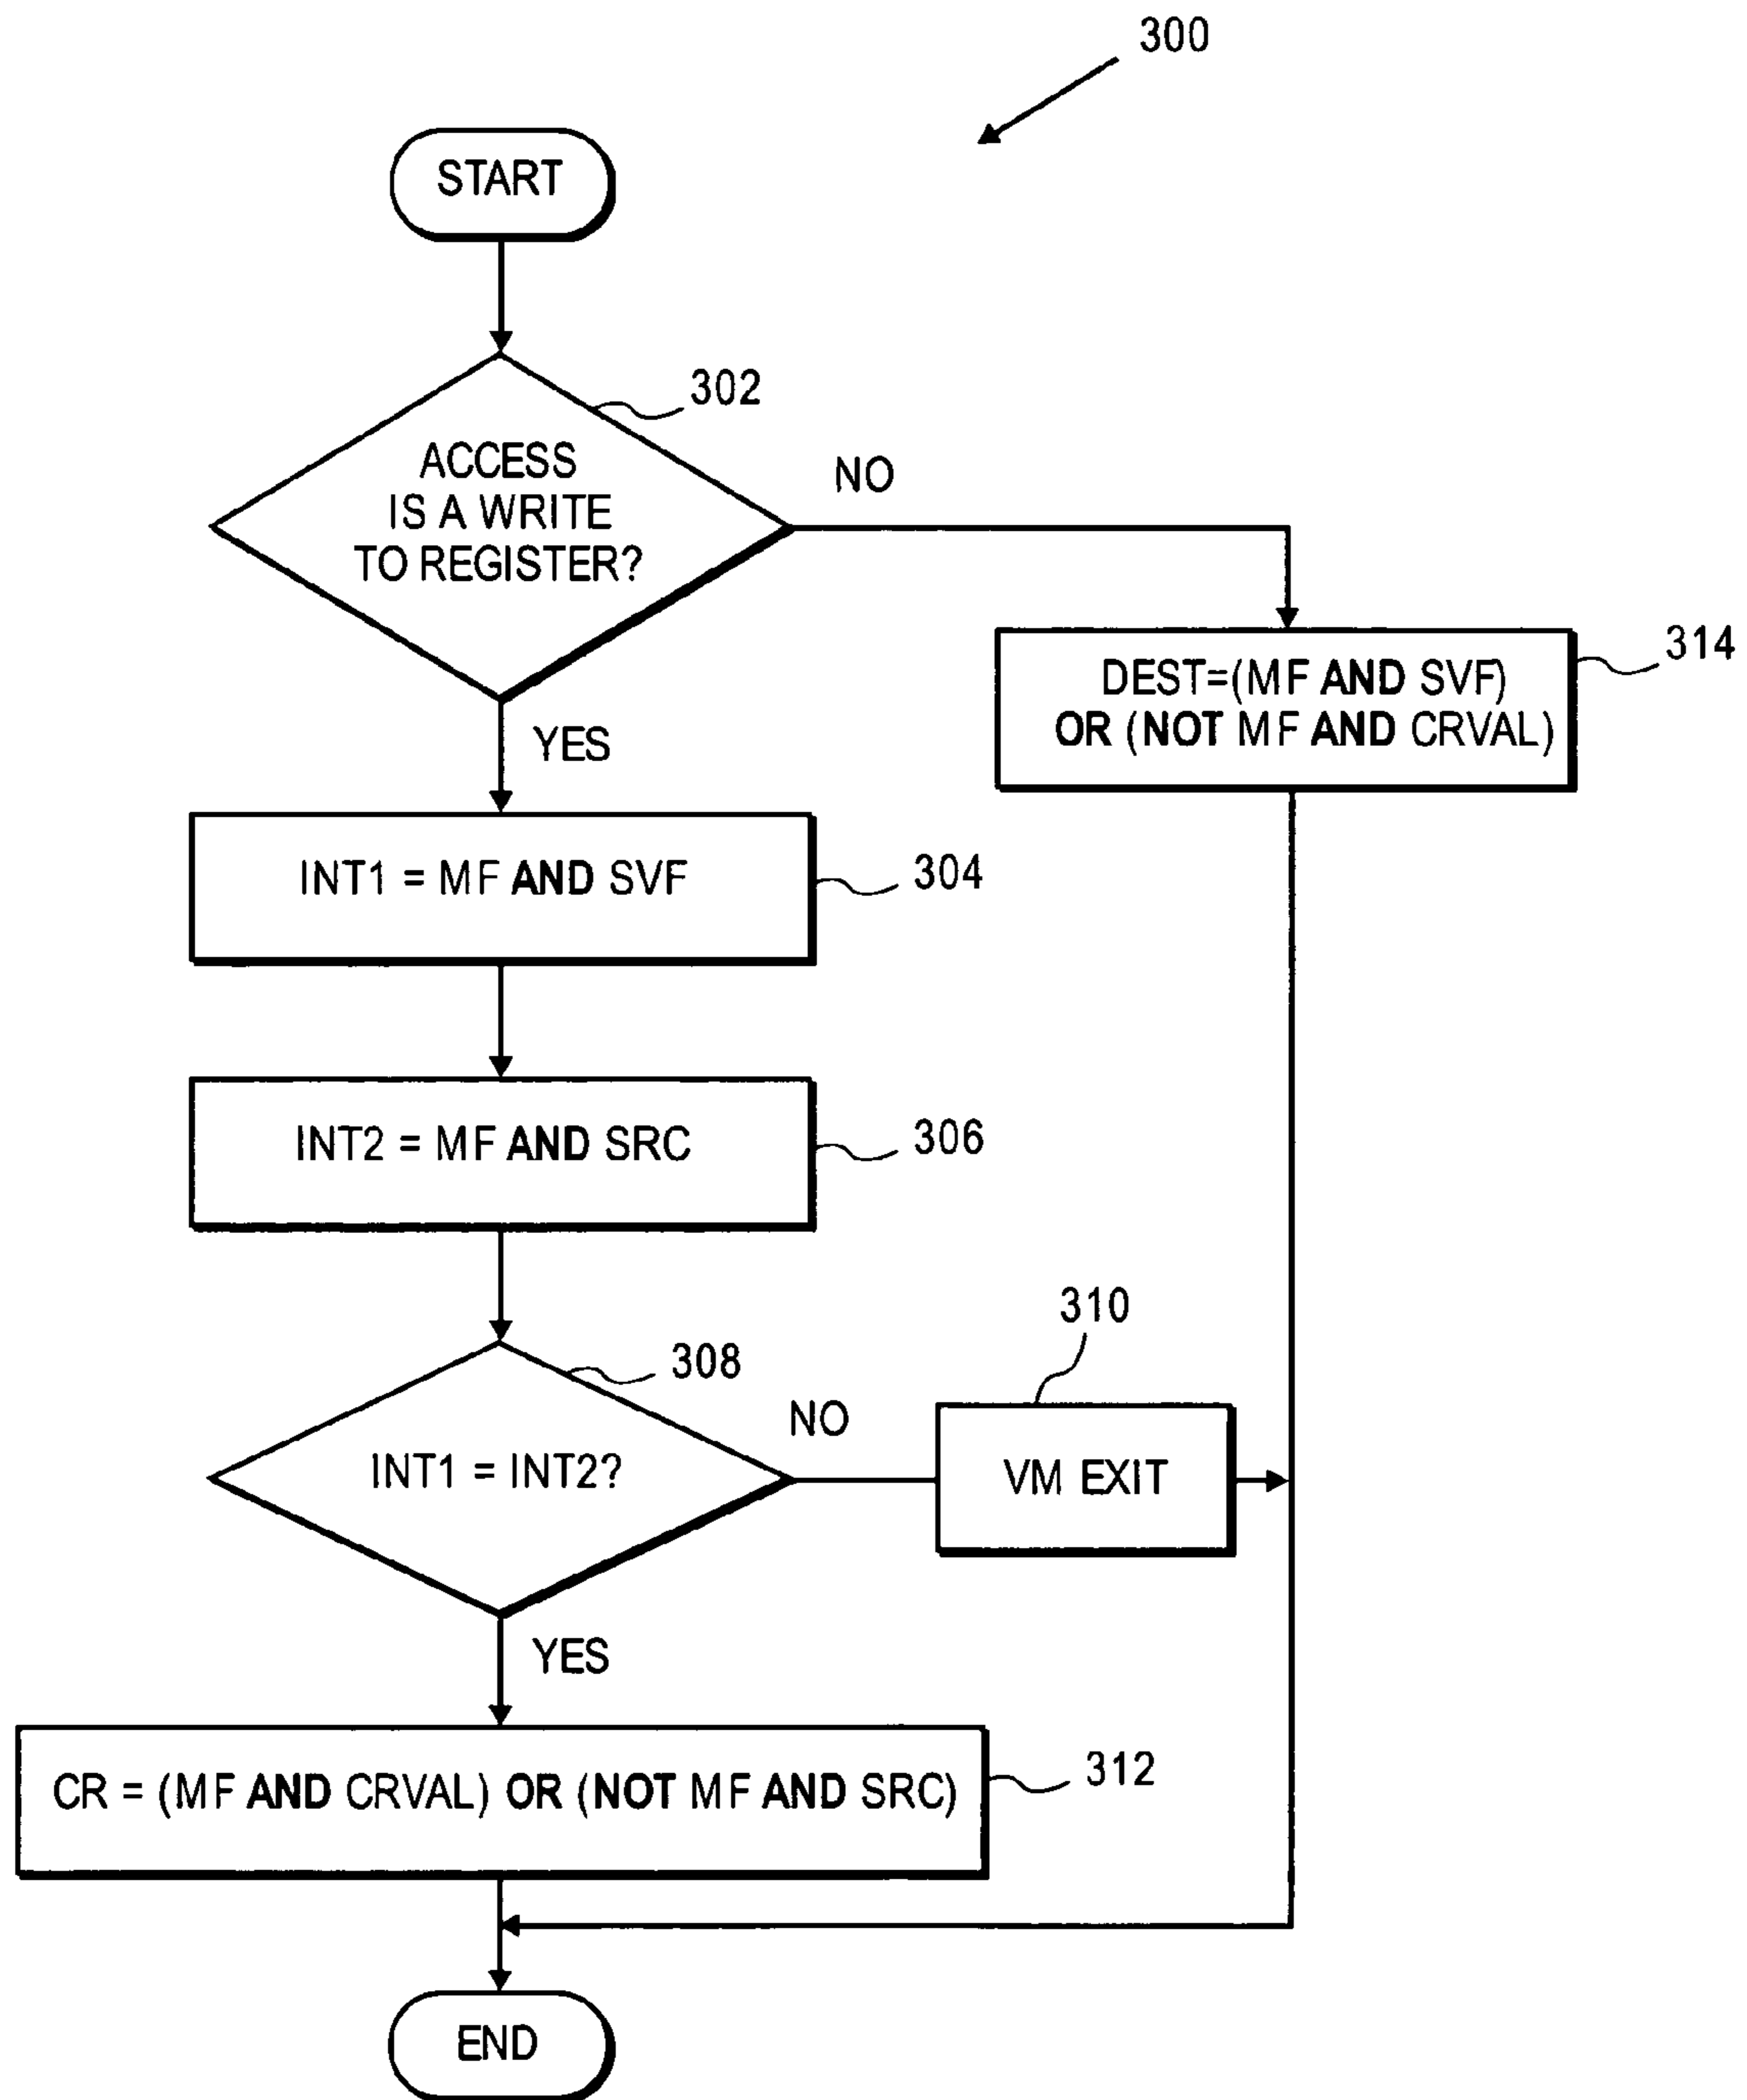 300
START
302
ACCESS
IS A WRITE
TO REGISTER?
NO
YES
314
DEST=(MF AND SVF)
OR (NOT MF AND CRVAL)
INT1 = MF AND SVF
304
INT2 = MF AND SRC
306
308
INT1 = INT2?
NO
310
VM EXIT
YES
CR = (MF AND CRVAL) OR (NOT MF AND SRC)
312
END